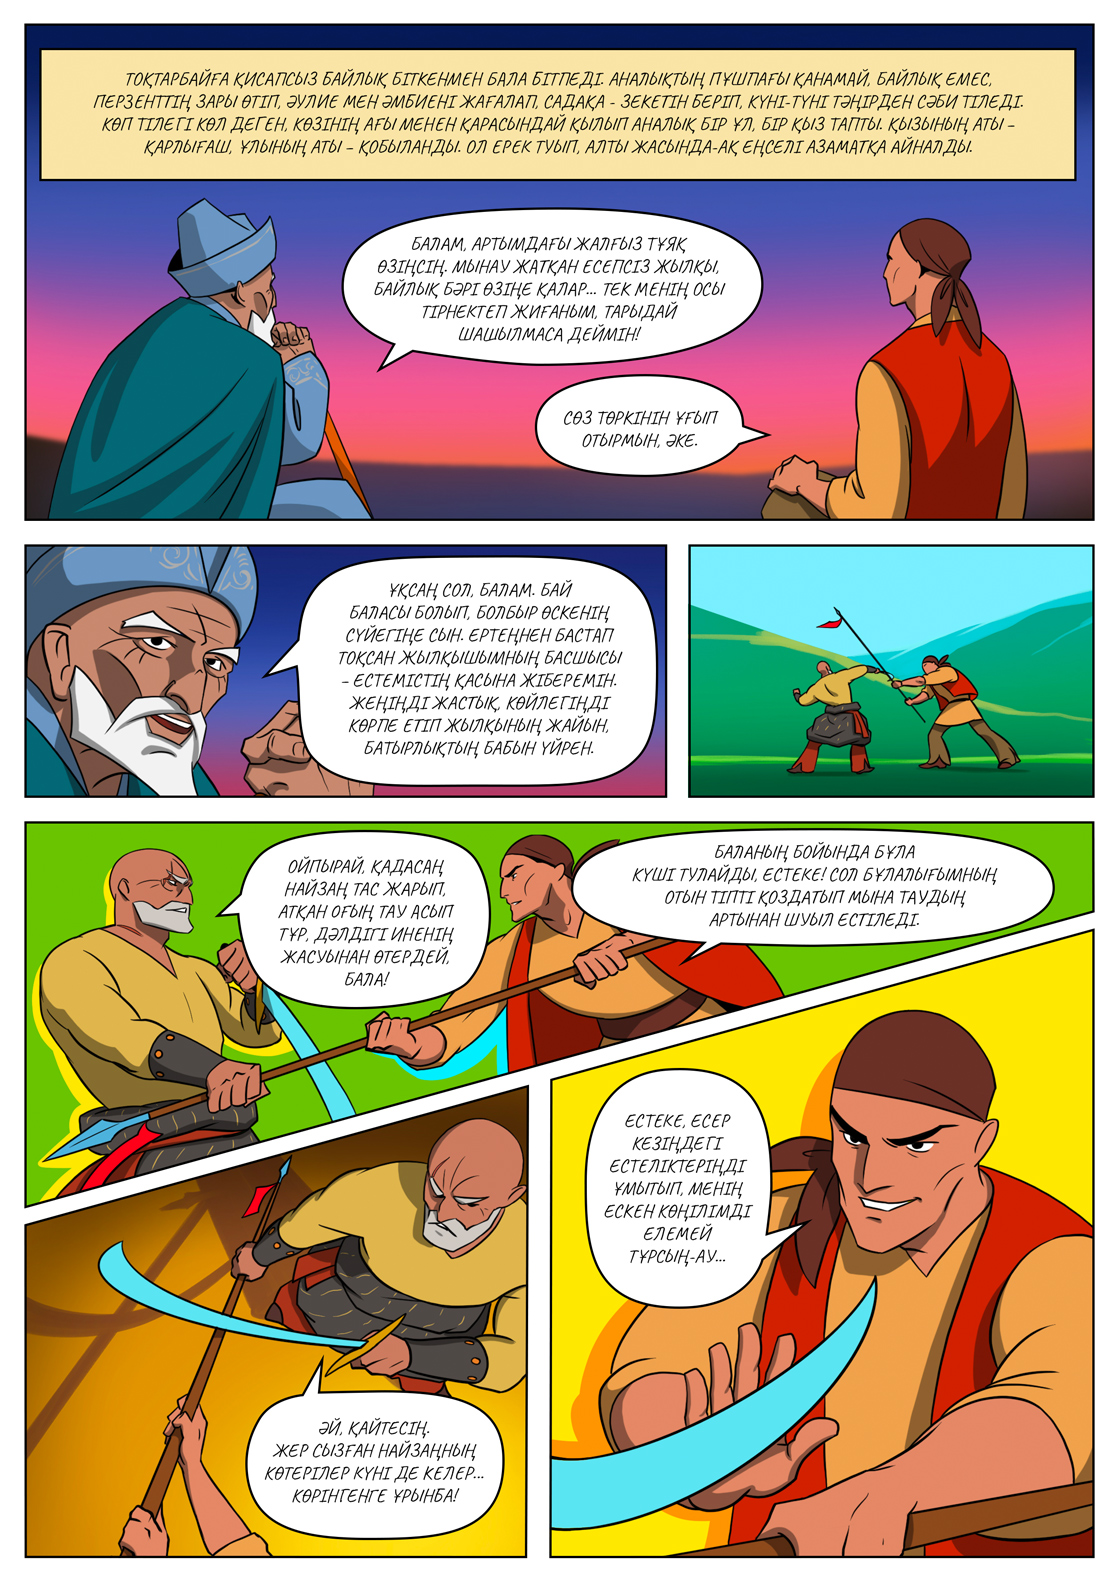 ТОҚТАРБАЙҒА ҚИСАПСЫЗ БАЙЛЫҚ БІТКЕНМЕН БАЛА БІТПЕДІ. АНАЛЫҚТЫҢ ПҰШПАҒЫ ҚАНАМАЙ, БАЙЛЫҚ ЕМЕС,
ПЕРЗЕНТТІҢ ЗАРЫ ӨТІП, ӘУЛИЕ МЕН ӘМБИЕНІ ЖАҒАЛАП, САДАҚА - ЗЕКЕТІН БЕРІП, КҮНІ-ТҮНІ ТӘҢІРДЕН СӘБИ ТІЛЕДІ.
КӨП ТІЛЕГІ КӨЛ ДЕГЕН, КӨЗІНІҢ АҒЫ МЕНЕН ҚАРАСЫНДАЙ ҚЫЛЫП АНАЛЫҚ БІР ҰЛ, БІР ҚЫЗ ТАПТЫ. ҚЫЗЫНЫҢ АТЫ –
ҚАРЛЫҒАШ, ҰЛЫНЫҢ АТЫ – ҚОБЫЛАНДЫ. ОЛ ЕРЕК ТУЫП, АЛТЫ ЖАСЫНДА-АҚ ЕҢСЕЛІ АЗАМАТҚА АЙНАЛДЫ.
БАЛАМ, АРТЫМДАҒЫ ЖАЛҒЫЗ ТҰЯҚ
ӨЗІҢСІҢ. МЫНАУ ЖАТҚАН ЕСЕПСІЗ ЖЫЛҚЫ,
БАЙЛЫҚ БӘРІ ӨЗІҢЕ ҚАЛАР... ТЕК МЕНІҢ ОСЫ
ТІРНЕКТЕП ЖИҒАНЫМ, ТАРЫДАЙ
ШАШЫЛМАСА ДЕЙМІН!
СӨЗ ТӨРКІНІН ҰҒЫП
ОТЫРМЫН, ӘКЕ.
ҰҚСАҢ СОЛ, БАЛАМ. БАЙ
БАЛАСЫ БОЛЫП, БОЛБЫР ӨСКЕНІҢ
СҮЙЕГІҢЕ СЫН. ЕРТЕҢНЕН БАСТАП
ТОҚСАН ЖЫЛҚЫШЫМНЫҢ БАСШЫСЫ
– ЕСТЕМІСТІҢ ҚАСЫНА ЖІБЕРЕМІН.
ЖЕҢІҢДІ ЖАСТЫҚ, КӨЙЛЕГІҢДІ
КӨРПЕ ЕТІП ЖЫЛҚЫНЫҢ ЖАЙЫН,
БАТЫРЛЫҚТЫҢ БАБЫН ҮЙРЕН.
ОЙПЫРАЙ, ҚАДАСАҢ
НАЙЗАҢ ТАС ЖАРЫП,
АТҚАН ОҒЫҢ ТАУ АСЫП
ТҰР, ДӘЛДІГІ ИНЕНІҢ
ЖАСУЫНАН ӨТЕРДЕЙ,
БАЛА!
БАЛАНЫҢ БОЙЫНДА БҰЛА
КҮШІ ТУЛАЙДЫ, ЕСТЕКЕ! СОЛ БҰЛАЛЫҒЫМНЫҢ
ОТЫН ТІПТІ ҚОЗДАТЫП МЫНА ТАУДЫҢ
АРТЫНАН ШУЫЛ ЕСТІЛЕДІ.
ЕСТЕКЕ, ЕСЕР
КЕЗІҢДЕГІ
ЕСТЕЛІКТЕРІҢДІ
ҰМЫТЫП, МЕНІҢ
ЕСКЕН КӨҢІЛІМДІ
ЕЛЕМЕЙ
ТҰРСЫҢ-АУ...
ӘЙ, ҚАЙТЕСІҢ.
ЖЕР СЫЗҒАН НАЙЗАҢНЫҢ
КӨТЕРІЛЕР КҮНІ ДЕ КЕЛЕР...
КӨРІНГЕНГЕ ҰРЫНБА!